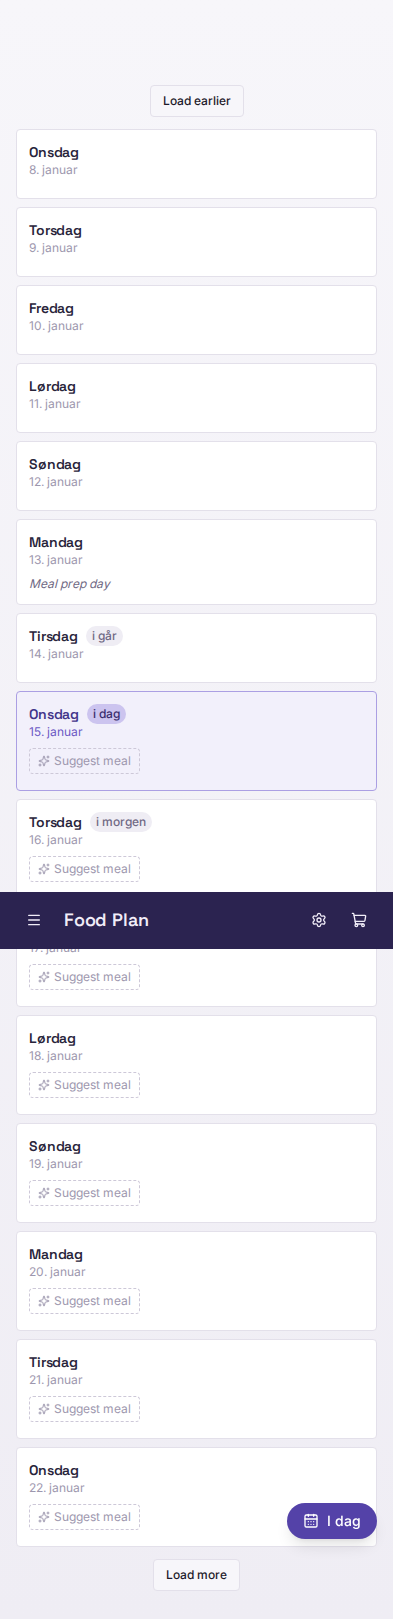 Load earlier
Onsdag
8. januar
Torsdag
9. januar
Fredag
10. januar
Lørdag
11. januar
Søndag
12. januar
Mandag
13. januar
Meal prep day
Tirsdag i går
14. januar
Onsdag i dag
15. januar
Suggest meal
Torsdag i morgen
16. januar
Suggest meal
Food Plan
17. januar
Suggest meal
Lørdag
18. januar
Suggest meal
Søndag
19. januar
Suggest meal
Mandag
20. januar
Suggest meal
Tirsdag
21. januar
Suggest meal
Onsdag
22. januar
Suggest meal
I dag
Load more